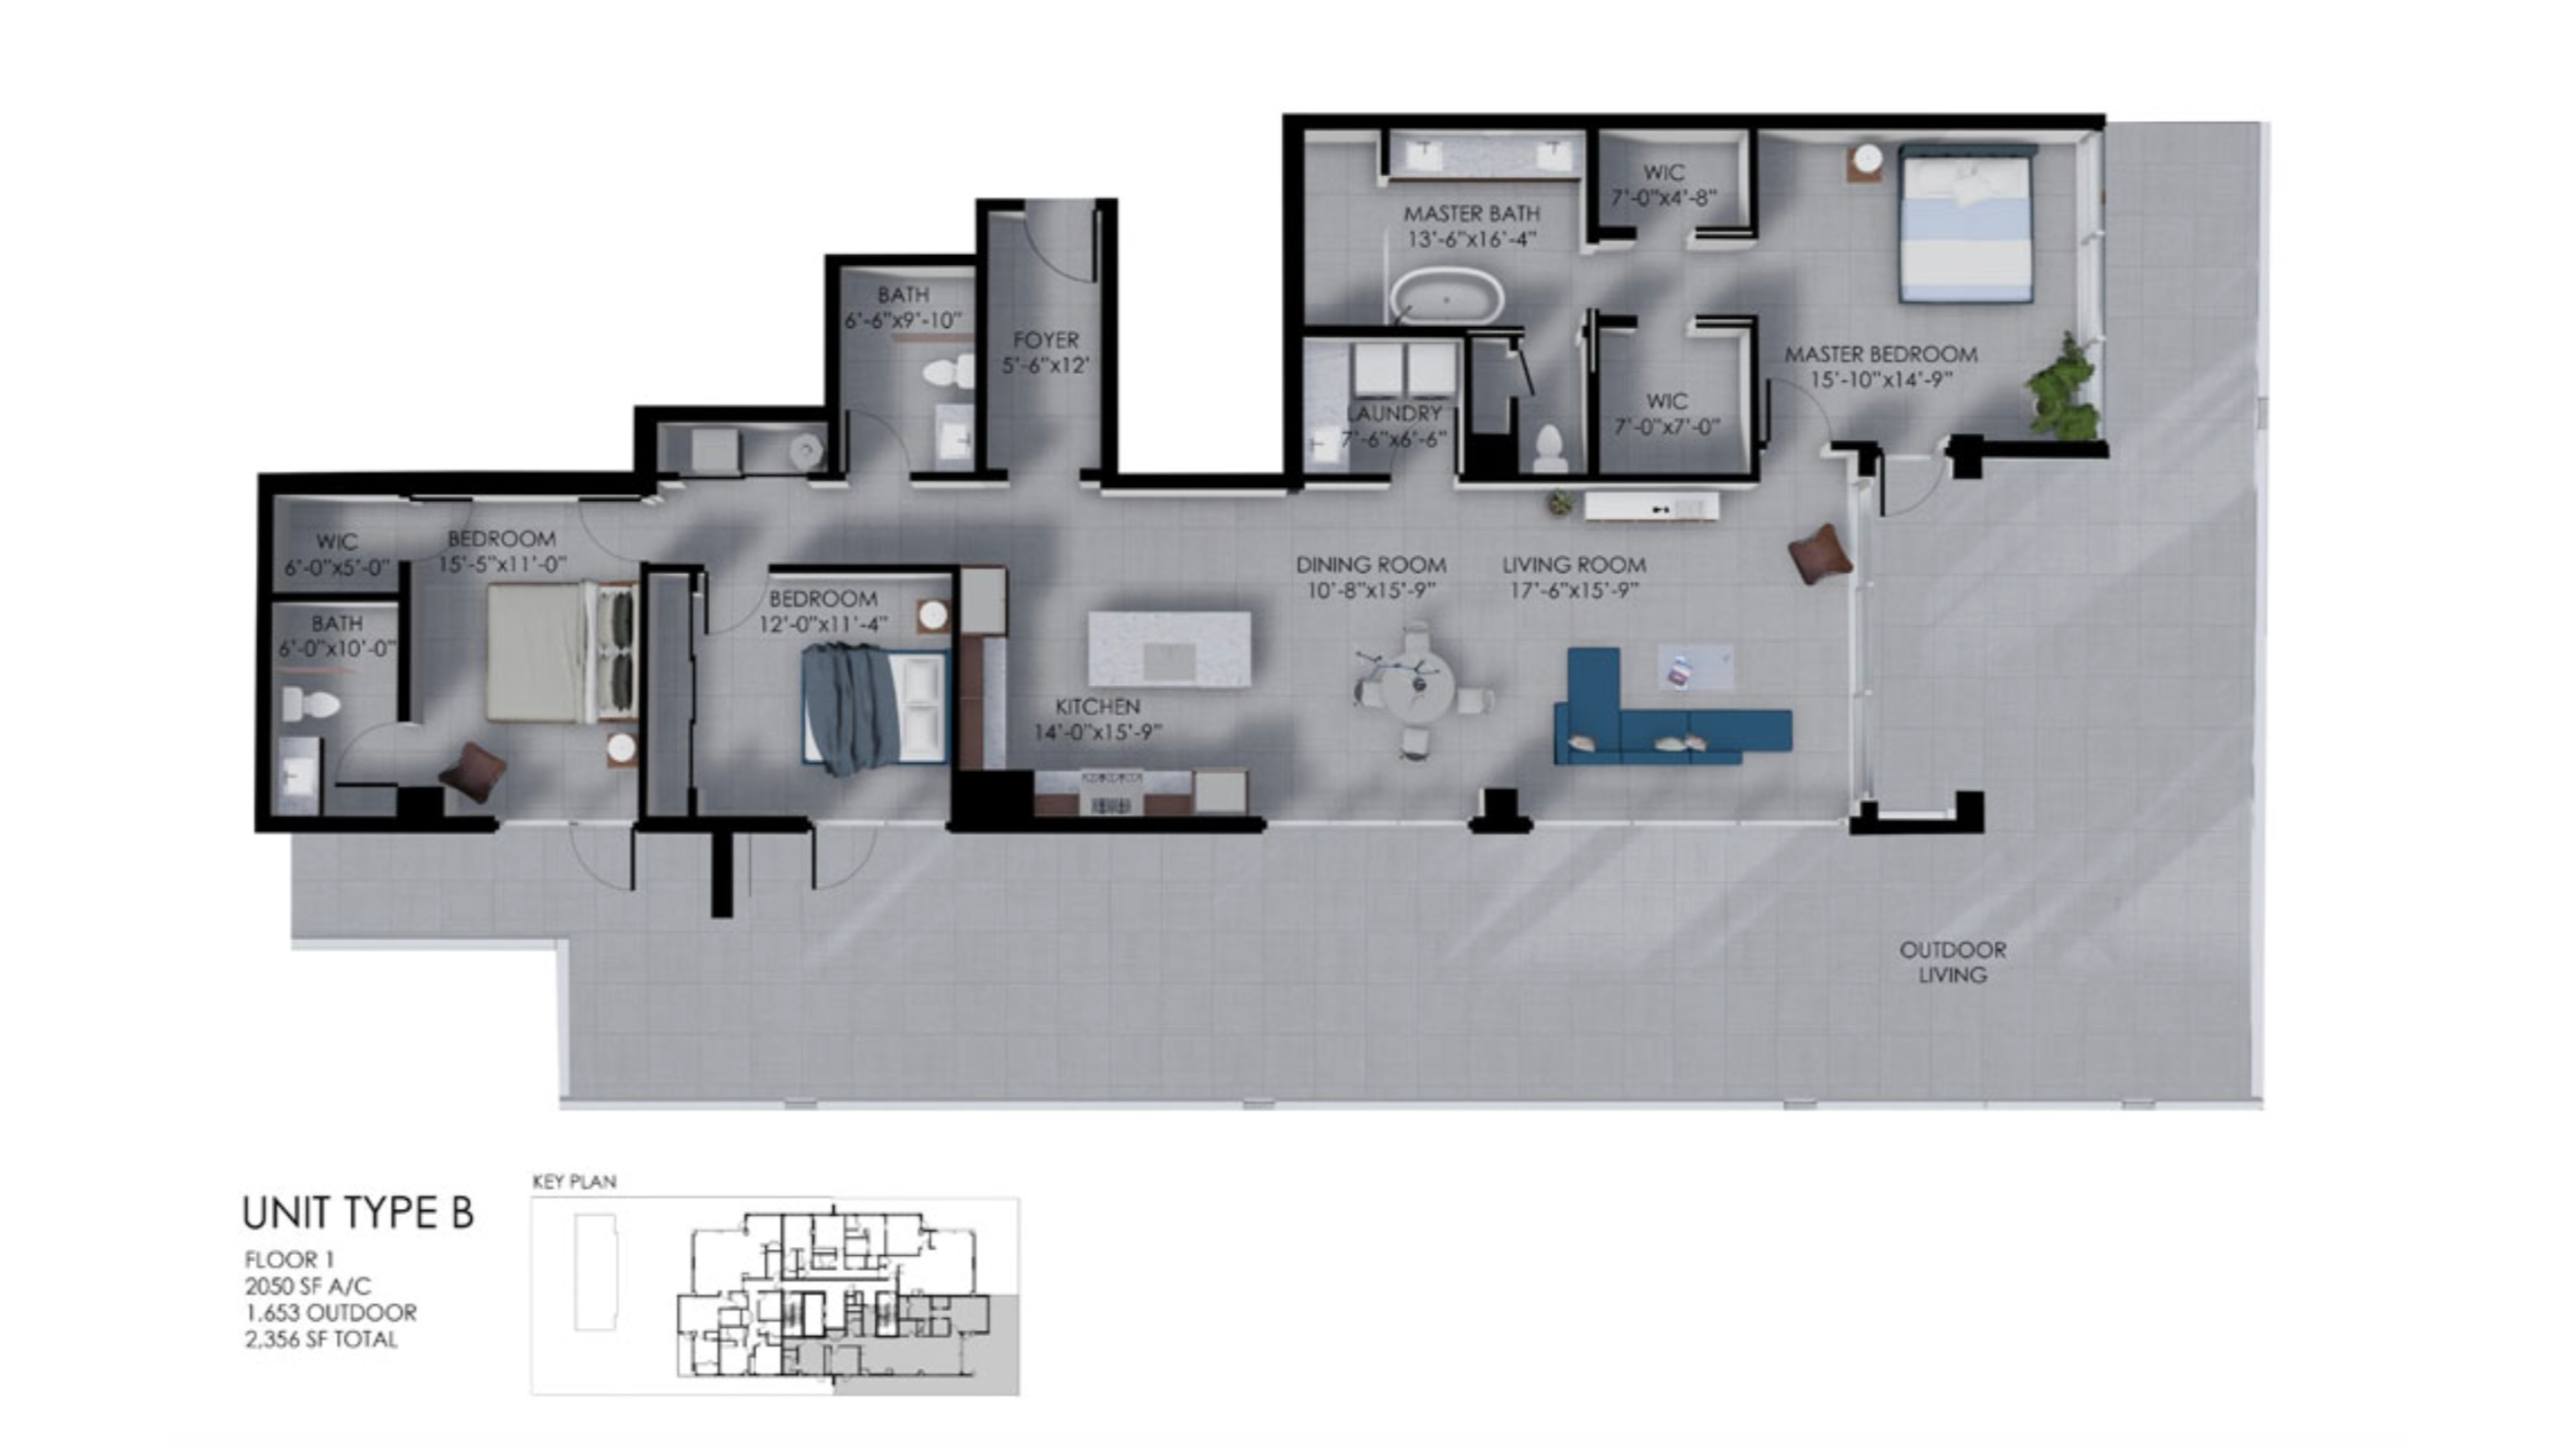 WIC
7'-0"x4'-8"
MASTER BATH
13'-6"x16'-4"
BATH
6'-6"x9'-10"
FOYER
5'-6"x12'
MASTER BEDROOM
15'-10"x14'-9"
LAUNDRY
7'-6"x6'-6"
WIC
7'-0"x7'-0"
WIC
6'-0"x5'-0"
BEDROOM
15'-5"x11'-0"
DINING ROOM
10'-8"x15'-9"
LIVING ROOM
17'-6"x15'-9"
BATH
6'-0"x10'-0"
BEDROOM
12'-0"x11'-4"
KITCHEN
14'-0"x15'-9"
OUTDOOR
LIVING
KEY PLAN
UNIT TYPE B
FLOOR 1
2050 SF A/C
1.653 OUTDOOR
2,356 SF TOTAL